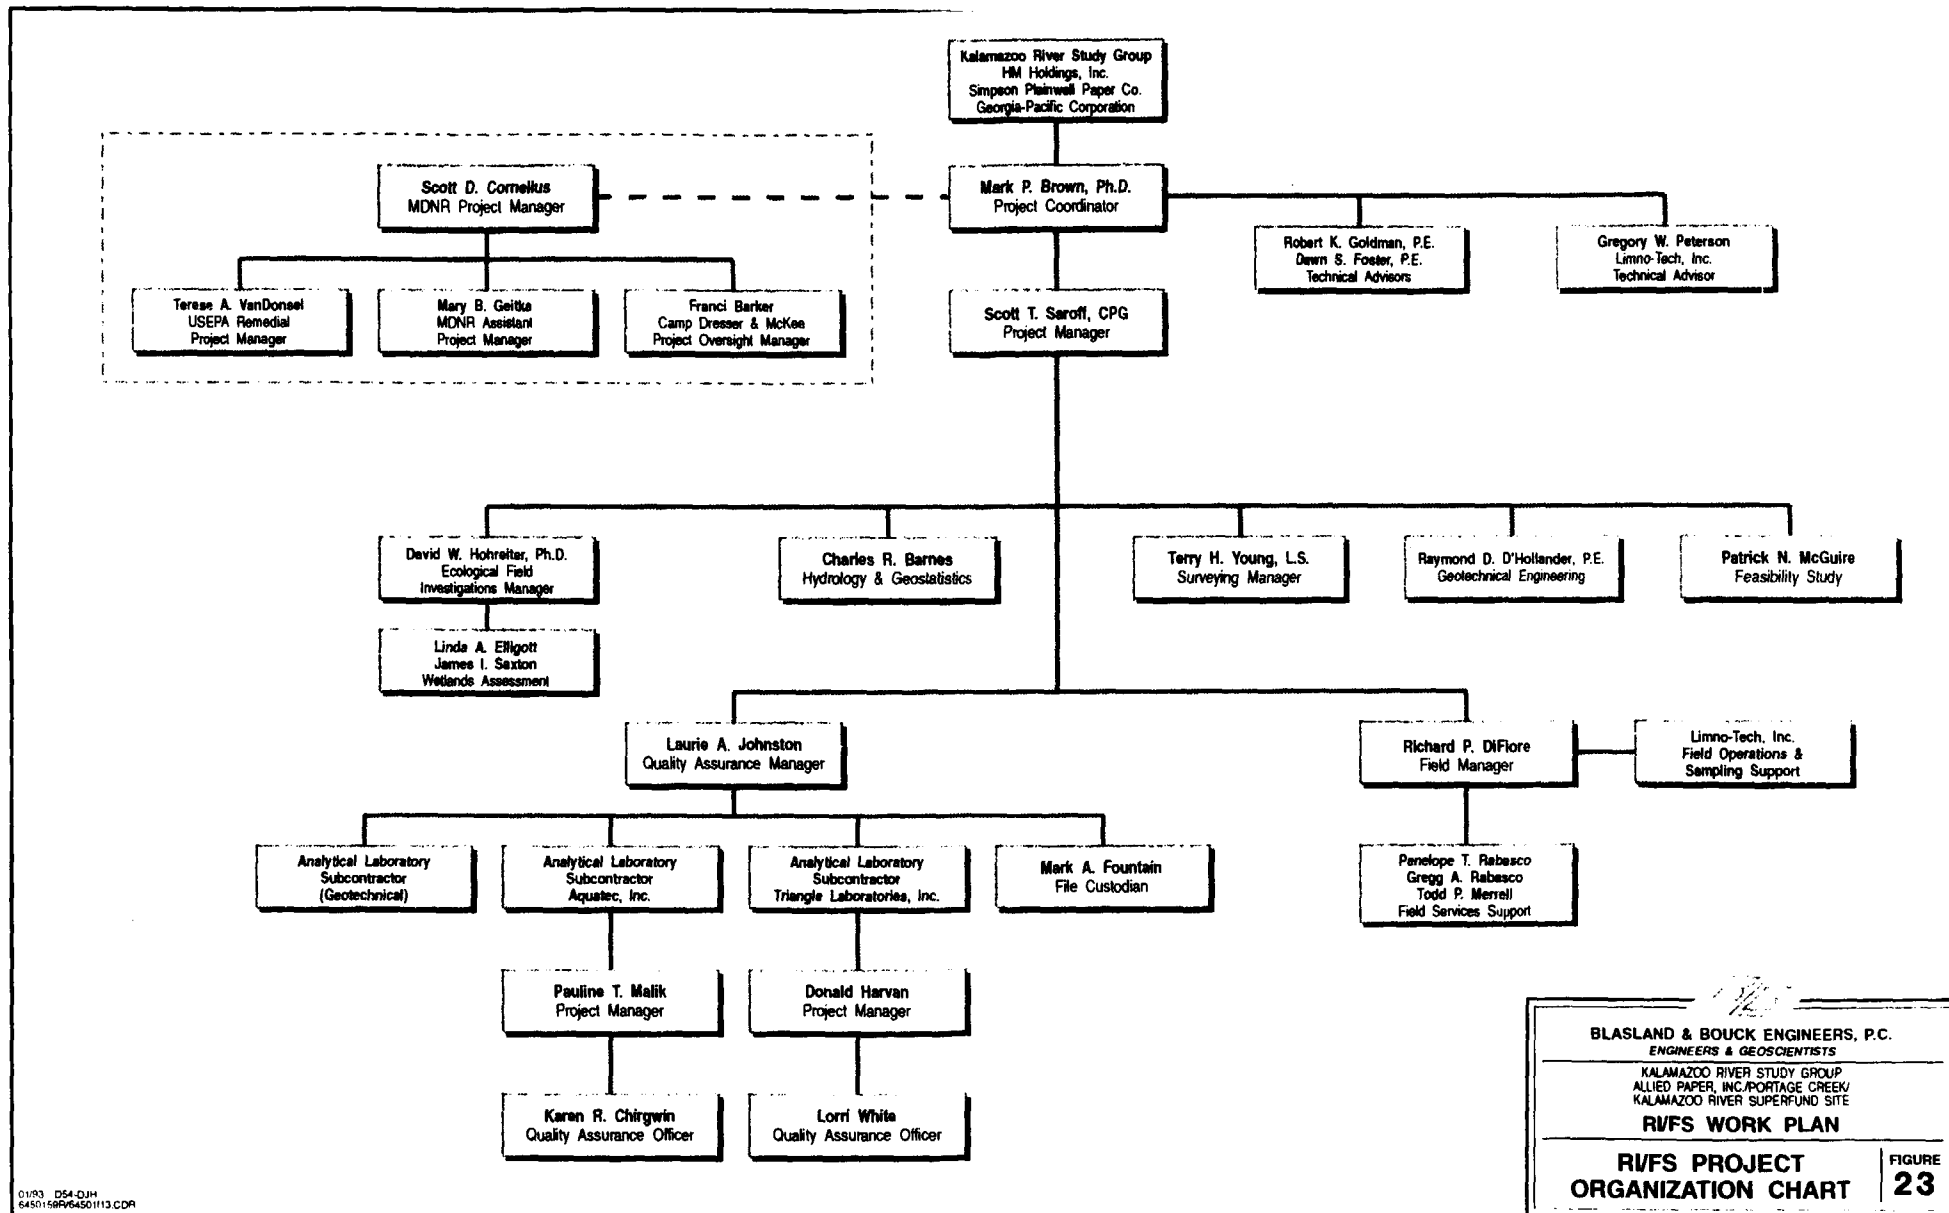 Kalamazoo River Study Group
HM Holdings, Inc.
Simpson Plainwell Paper Co.
Georgia-Pacific Corporation
Scott D. Cornelius
MDNR Project Manager
Mark P. Brown, Ph.D.
Project Coordinator
Robert K. Goldman, P.E.
Dawn S. Foster, P.E.
Technical Advisors
Gregory W. Peterson
Limno-Tech, Inc.
Technical Advisor
Terese A. VanDonsel
USEPA Remedial
Project Manager
Mary B. Geitka
MDNR Assistant
Project Manager
Franci Barker
Camp Dresser & McKee
Project Oversight Manager
Scott T. Saroff, CPG
Project Manager
David W. Hohreiter, Ph.D.
Ecological Field
Investigations Manager
Charles R. Barnes
Hydrology & Geostatistics
Terry H. Young, L.S.
Surveying Manager
Raymond D. D'Hollander, P.E.
Geotechnical Engineering
Patrick N. McGuire
Feasibility Study
Linda A. Elligott
James I. Saxton
Wetlands Assessment
Laurie A. Johnston
Quality Assurance Manager
Richard P. DiFiore
Field Manager
Limno-Tech, Inc.
Field Operations &
Sampling Support
Analytical Laboratory
Subcontractor
(Geotechnical)
Analytical Laboratory
Subcontractor
Aquatec, Inc.
Analytical Laboratory
Subcontractor
Triangle Laboratories, Inc.
Mark A. Fountain
File Custodian
Penelope T. Rabasco
Gregg A. Rabasco
Todd P. Merrell
Field Services Support
Pauline T. Malik
Project Manager
Donald Harvan
Project Manager
Karen R. Chirgwin
Quality Assurance Officer
Lorri White
Quality Assurance Officer
BLASLAND & BOUCK ENGINEERS, P.C.
ENGINEERS & GEOSCIENTISTS
KALAMAZOO RIVER STUDY GROUP
ALLIED PAPER, INC./PORTAGE CREEK/
KALAMAZOO RIVER SUPERFUND SITE
RI/FS WORK PLAN
RI/FS PROJECT
ORGANIZATION CHART
FIGURE
23
01/93 D54-DJH
6450159R/64501f13.CDR